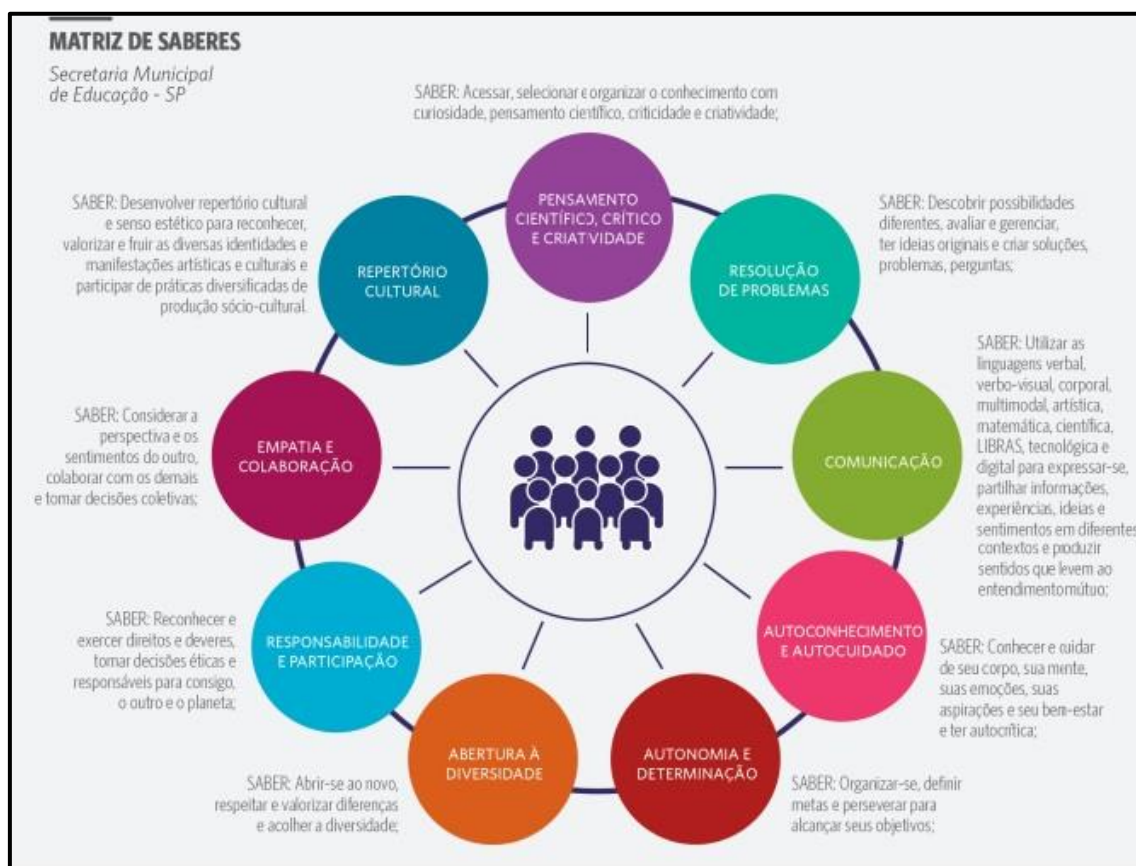 MATRIZ DE SABERES
Secretaria Municipal
de Educação - SP
SABER: Acessar, selecionar e organizar o conhecimento com
curiosidade, pensamento científico, criticidade e criatividade;
PENSAMENTO
CIENTÍFICO, CRÍTICO
E CRIATIVIDADE
SABER: Descobrir possibilidades
diferentes, avaliar e gerenciar,
ter ideias originais e criar soluções,
problemas, perguntas;
RESOLUÇÃO
DE PROBLEMAS
SABER: Utilizar as
linguagens verbal,
verbo-visual, corporal,
multimodal, artística,
matemática, científica,
LIBRAS, tecnológica e
digital para expressar-se,
partilhar informações,
experiências, ideias e
sentimentos em diferentes
contextos e produzir
sentidos que levem ao
entendimento mútuo;
COMUNICAÇÃO
AUTOCONHECIMENTO
E AUTOCUIDADO
SABER: Conhecer e cuidar
de seu corpo, sua mente,
suas emoções, suas
aspirações e seu bem-estar
e ter autocrítica;
AUTONOMIA E
DETERMINAÇÃO
SABER: Organizar-se, definir
metas e perseverar para
alcançar seus objetivos;
ABERTURA À
DIVERSIDADE
SABER: Abrir-se ao novo,
respeitar e valorizar diferenças
e acolher a diversidade;
RESPONSABILIDADE
E PARTICIPAÇÃO
SABER: Reconhecer e
exercer direitos e deveres,
tomar decisões éticas e
responsáveis para consigo,
o outro e o planeta;
EMPATIA E
COLABORAÇÃO
SABER: Considerar a
perspectiva e os
sentimentos do outro,
colaborar com os demais
e tomar decisões coletivas;
REPERTÓRIO
CULTURAL
SABER: Desenvolver repertório cultural
e senso estético para reconhecer,
valorizar e fruir as diversas identidades e
manifestações artísticas e culturais e
participar de práticas diversificadas de
produção sócio-cultural.